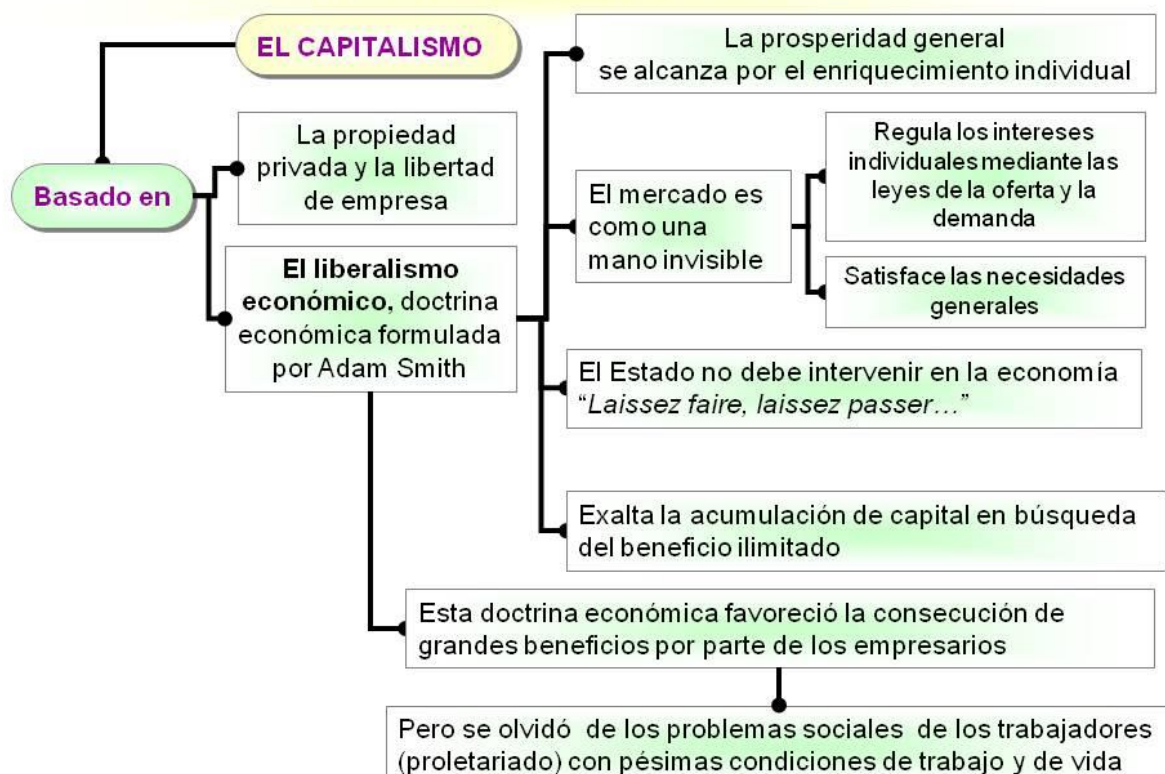 EL CAPITALISMO
Basado en
La propiedad
privada y la libertad
de empresa
El liberalismo
económico, doctrina
económica formulada
por Adam Smith
La prosperidad general
se alcanza por el enriquecimiento individual
El mercado es
como una
mano invisible
Regula los intereses
individuales mediante las
leyes de la oferta y la
demanda
Satisface las necesidades
generales
El Estado no debe intervenir en la economía
“Laissez faire, laissez passer…”
Exalta la acumulación de capital en búsqueda
del beneficio ilimitado
Esta doctrina económica favoreció la consecución de
grandes beneficios por parte de los empresarios
Pero se olvidó de los problemas sociales de los trabajadores
(proletariado) con pésimas condiciones de trabajo y de vida